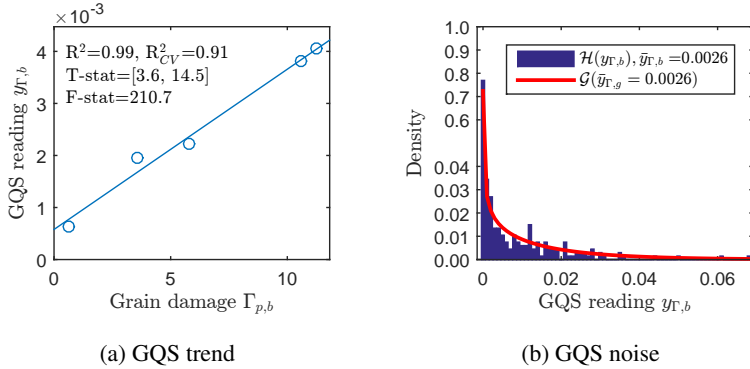 ×10⁻³
4
3
2
1
0
R²=0.99, R²_CV=0.91
T-stat=[3.6, 14.5]
F-stat=210.7
GQS reading y_Γ,b
0 5 10
Grain damage Γ_p,b
(a) GQS trend
1.0
0.9
0.8
0.7
0.6
0.04
0.03
0.02
0.01
0.00
Density
ℋ(y_Γ,b), ȳ_Γ,b =0.0026
𝒢(ȳ_Γ,g = 0.0026)
0 0.02 0.04 0.06
GQS reading y_Γ,b
(b) GQS noise